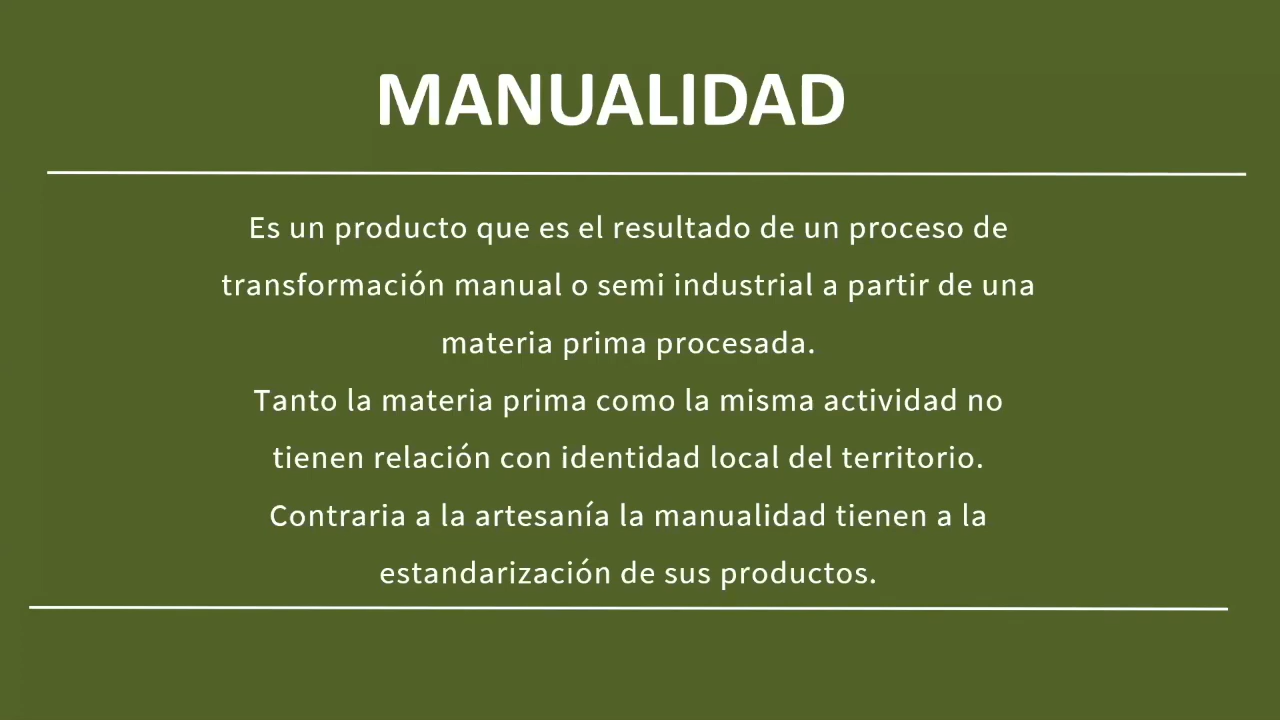 MANUALIDAD
Es un producto que es el resultado de un proceso de
transformación manual o semi industrial a partir de una
materia prima procesada.
Tanto la materia prima como la misma actividad no
tienen relación con identidad local del territorio.
Contraria a la artesanía la manualidad tienen a la
estandarización de sus productos.